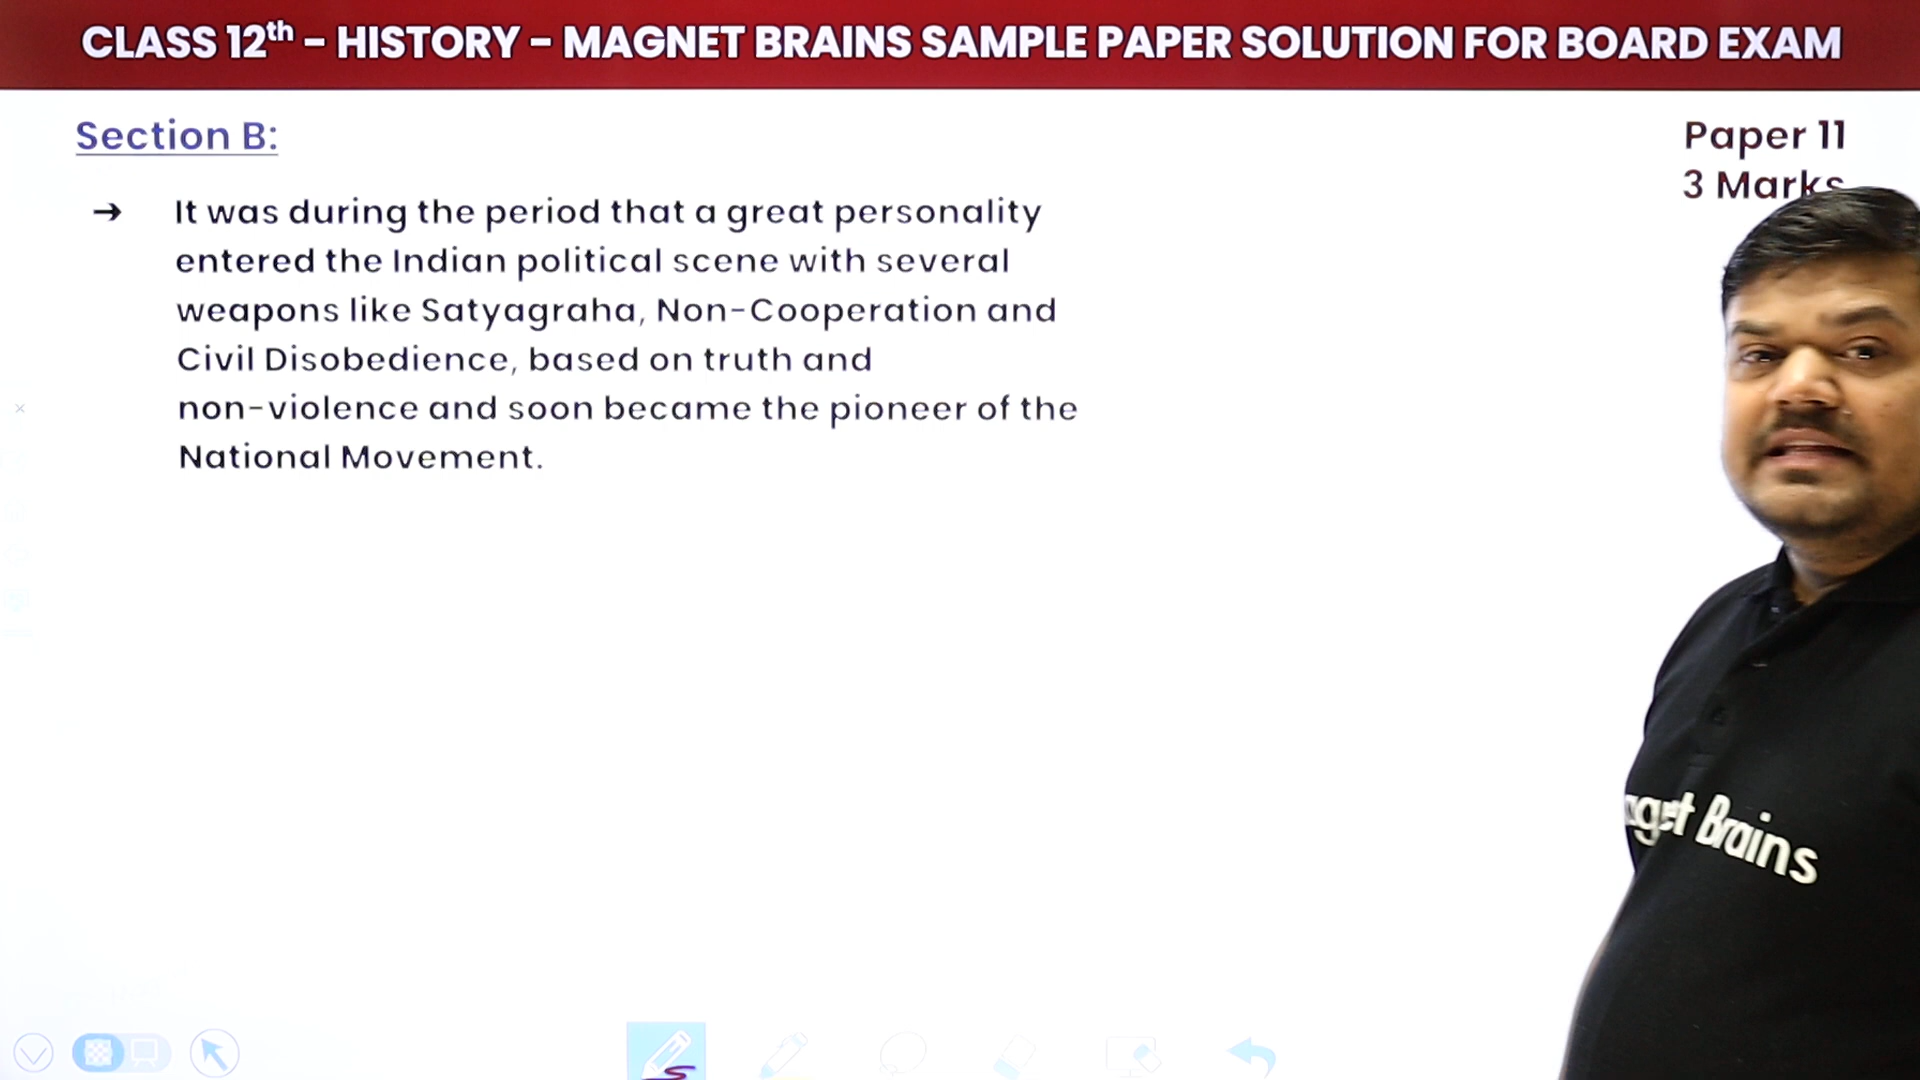 CLASS 12th - HISTORY - MAGNET BRAINS SAMPLE PAPER SOLUTION FOR BOARD EXAM
Section B:
Paper 11
3 Marks
→ It was during the period that a great personality
entered the Indian political scene with several
weapons like Satyagraha, Non-Cooperation and
Civil Disobedience, based on truth and
non-violence and soon became the pioneer of the
National Movement.
Brains